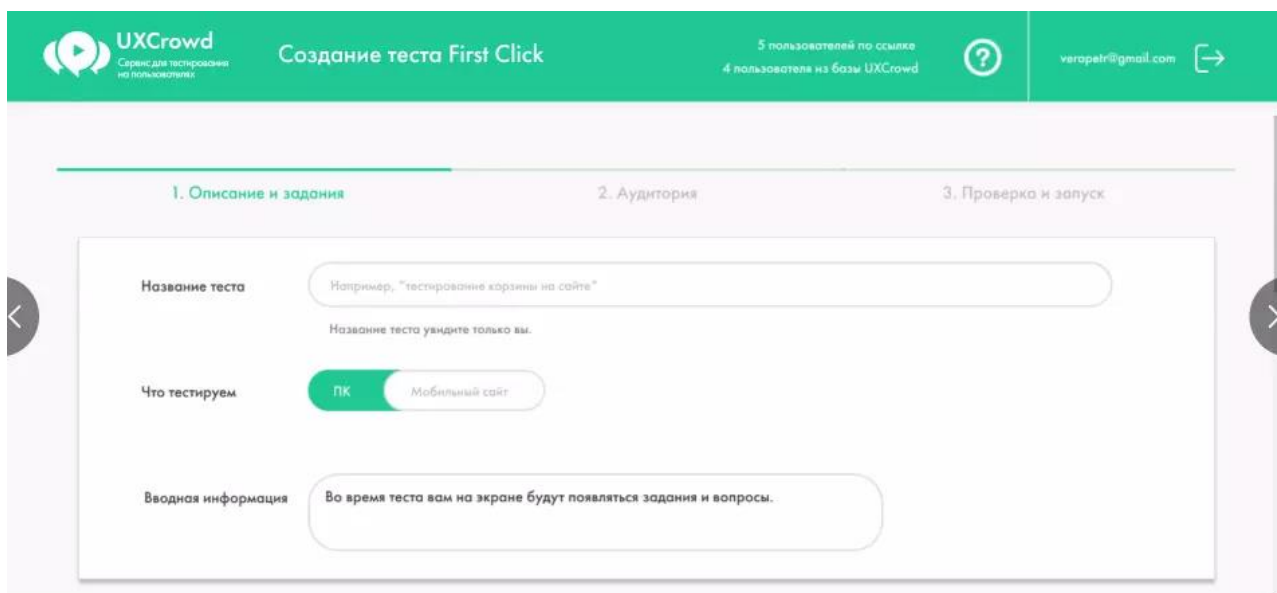 UXCrowd
Сервис для тестирования
на пользователях
Создание теста First Click
5 пользователей по ссылке
4 пользователя из базы UXCrowd
?
verapetr@gmail.com
1. Описание и задания
2. Аудитория
3. Проверка и запуск
Название теста
Например, "тестирование корзины на сайте"
Название теста увидите только вы.
Что тестируем
ПК
Мобильный сайт
Вводная информация
Во время теста вам на экране будут появляться задания и вопросы.